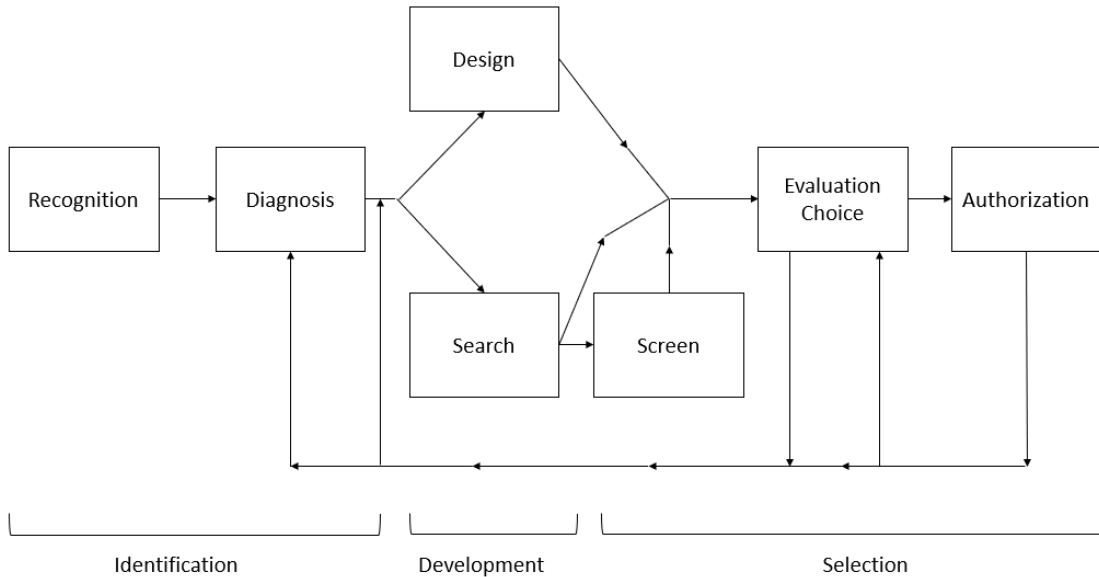 Design
Recognition
Diagnosis
Evaluation
Choice
Authorization
Search
Screen
Identification
Development
Selection